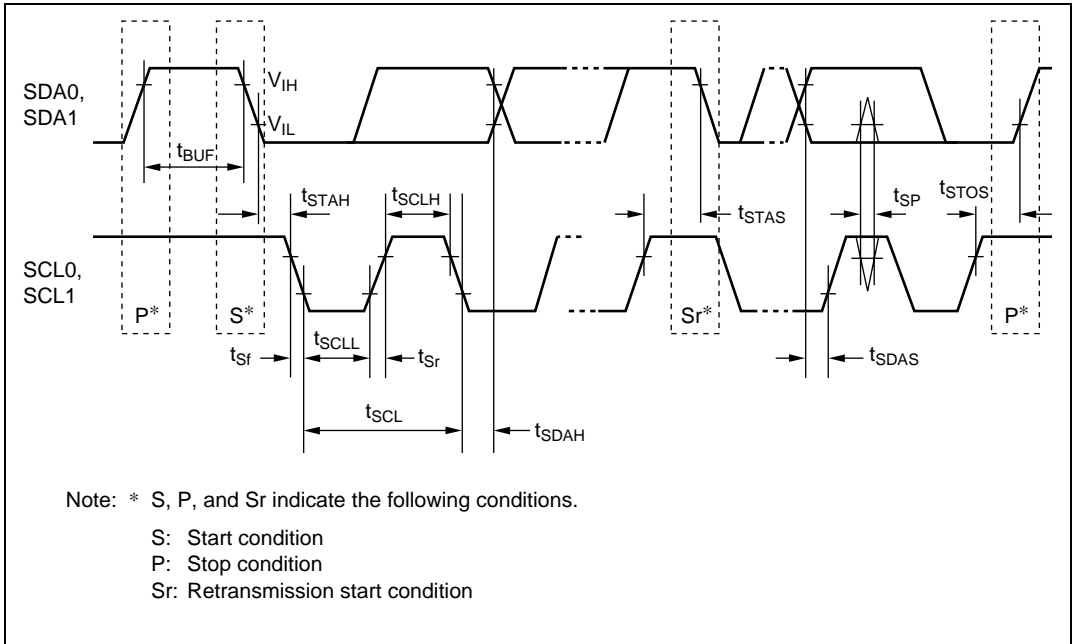 SDA0,
SDA1
V_IH
V_IL
t_BUF
t_STAH
t_SCLH
t_STAS
t_SP
t_STOS
SCL0,
SCL1
P*
S*
Sr*
P*
t_Sf
t_SCLL
t_Sr
t_SDAS
t_SCL
t_SDAH
Note: * S, P, and Sr indicate the following conditions.
S: Start condition
P: Stop condition
Sr: Retransmission start condition